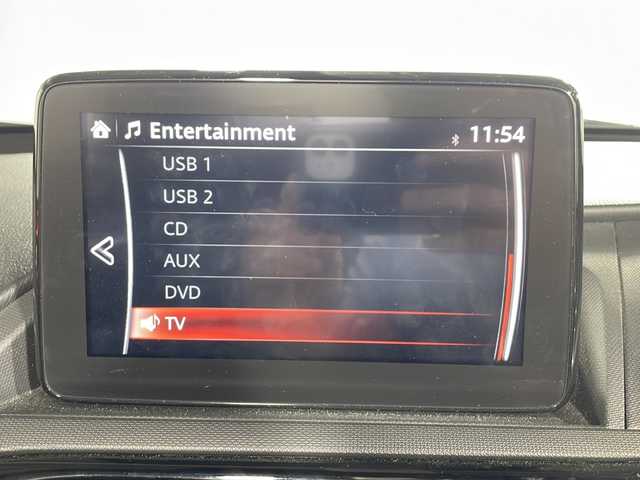 Entertainment 11:54
USB 1
USB 2
CD
AUX
DVD
TV